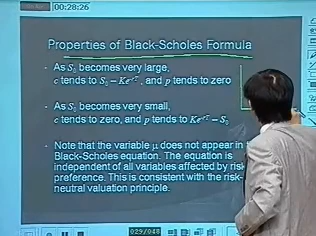 00:28:26
Properties of Black-Scholes Formula
- As S₀ becomes very large,
c tends to S₀ – Ke⁻ʳᵀ, and p tends to zero
- As S₀ becomes very small,
c tends to zero, and p tends to Ke⁻ʳᵀ – S₀
- Note that the variable μ does not appear in
Black-Scholes equation. The equation is
independent of all variables affected by risk
preference. This is consistent with the risk-
neutral valuation principle.
029/048